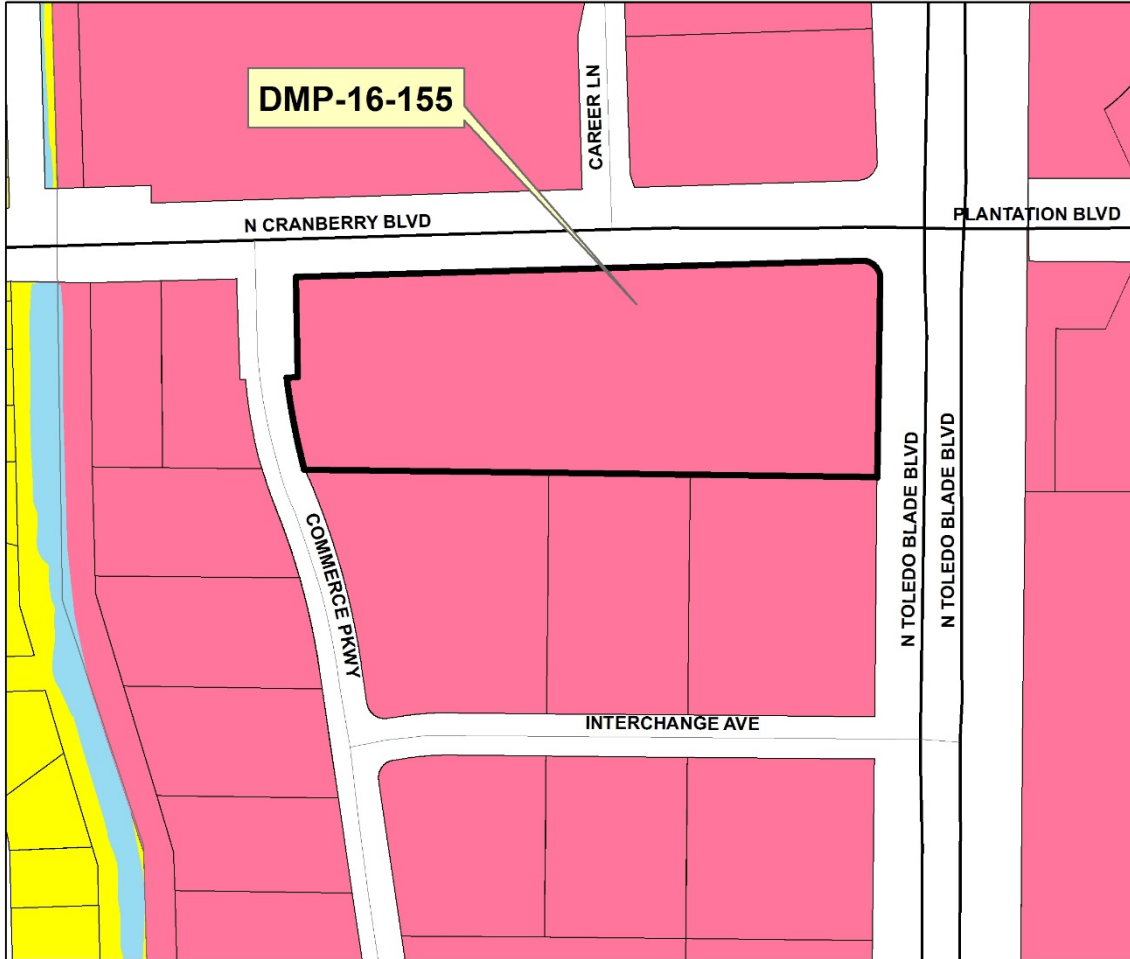 DMP-16-155
CAREER LN
N CRANBERRY BLVD
PLANTATION BLVD
N TOLEDO BLADE BLVD
N TOLEDO BLADE BLVD
COMMERCE PKWY
INTERCHANGE AVE